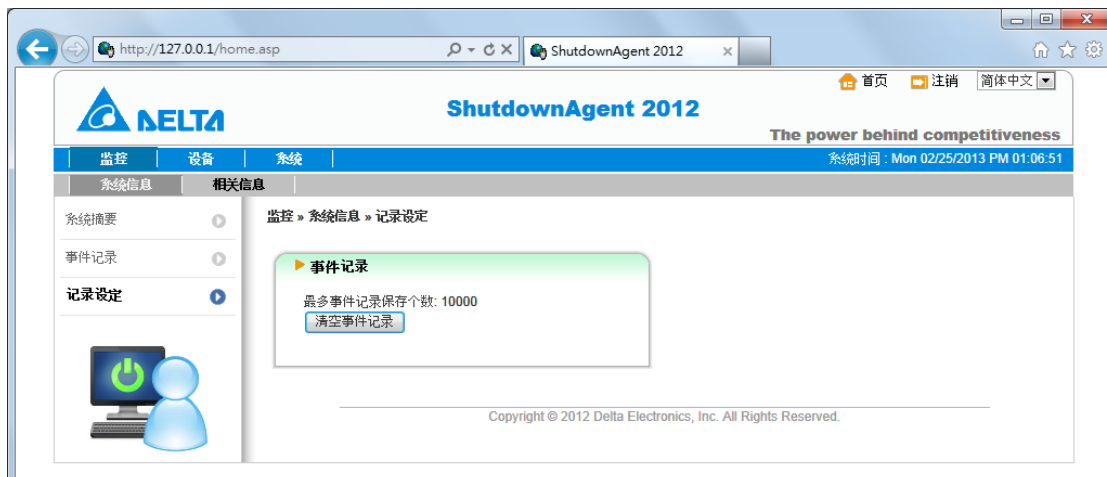 http://127.0.0.1/home.asp
ShutdownAgent 2012
首页 注销 简体中文
DELTA
ShutdownAgent 2012
The power behind competitiveness
监控 设备 系统
系统时间 : Mon 02/25/2013 PM 01:06:51
系统信息 相关信息
系统摘要
事件记录
记录设定
监控 » 系统信息 » 记录设定
事件记录
最多事件记录保存个数: 10000
清空事件记录
Copyright © 2012 Delta Electronics, Inc. All Rights Reserved.